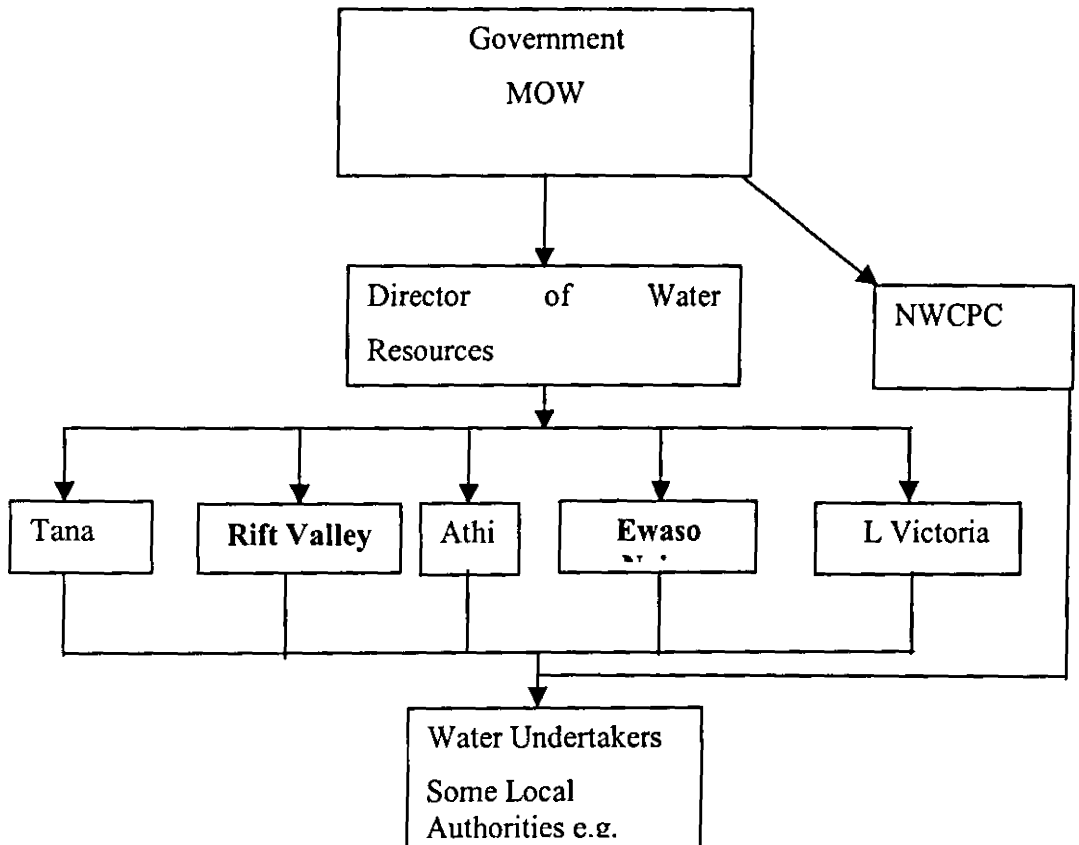 Government
MOW
Director of Water
Resources
NWCPC
Tana
Rift Valley
Athi
Ewaso
L Victoria
Water Undertakers
Some Local
Authorities e.g.